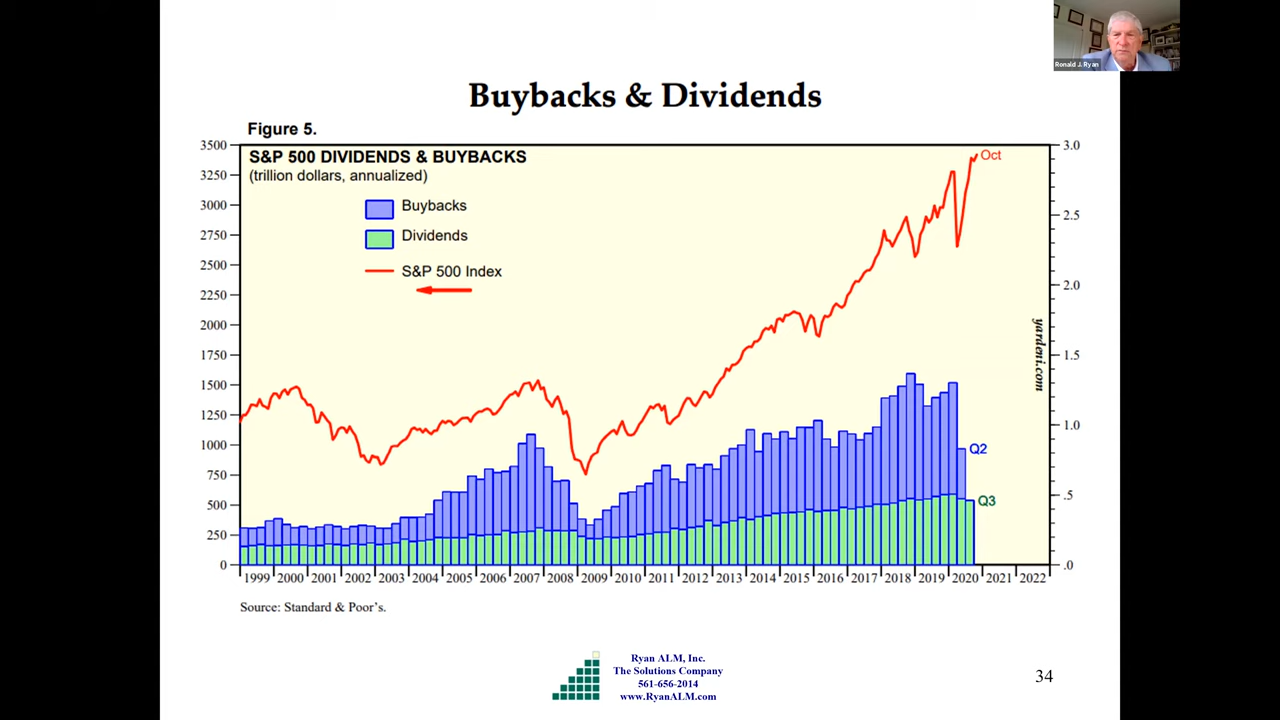 Ronald J. Ryan
Buybacks & Dividends
Figure 5.
S&P 500 DIVIDENDS & BUYBACKS
(trillion dollars, annualized)
Buybacks
Dividends
S&P 500 Index
Oct
Q2
Q3
3500
3250
3000
2750
2500
2250
2000
1750
1500
1250
1000
750
500
250
0
3.0
2.5
2.0
1.5
1.0
.5
.0
yardeni.com
1999 2000 2001 2002 2003 2004 2005 2006 2007 2008 2009 2010 2011 2012 2013 2014 2015 2016 2017 2018 2019 2020 2021 2022
Source: Standard & Poor's.
Ryan ALM, Inc.
The Solutions Company
561-656-2014
www.RyanALM.com
34